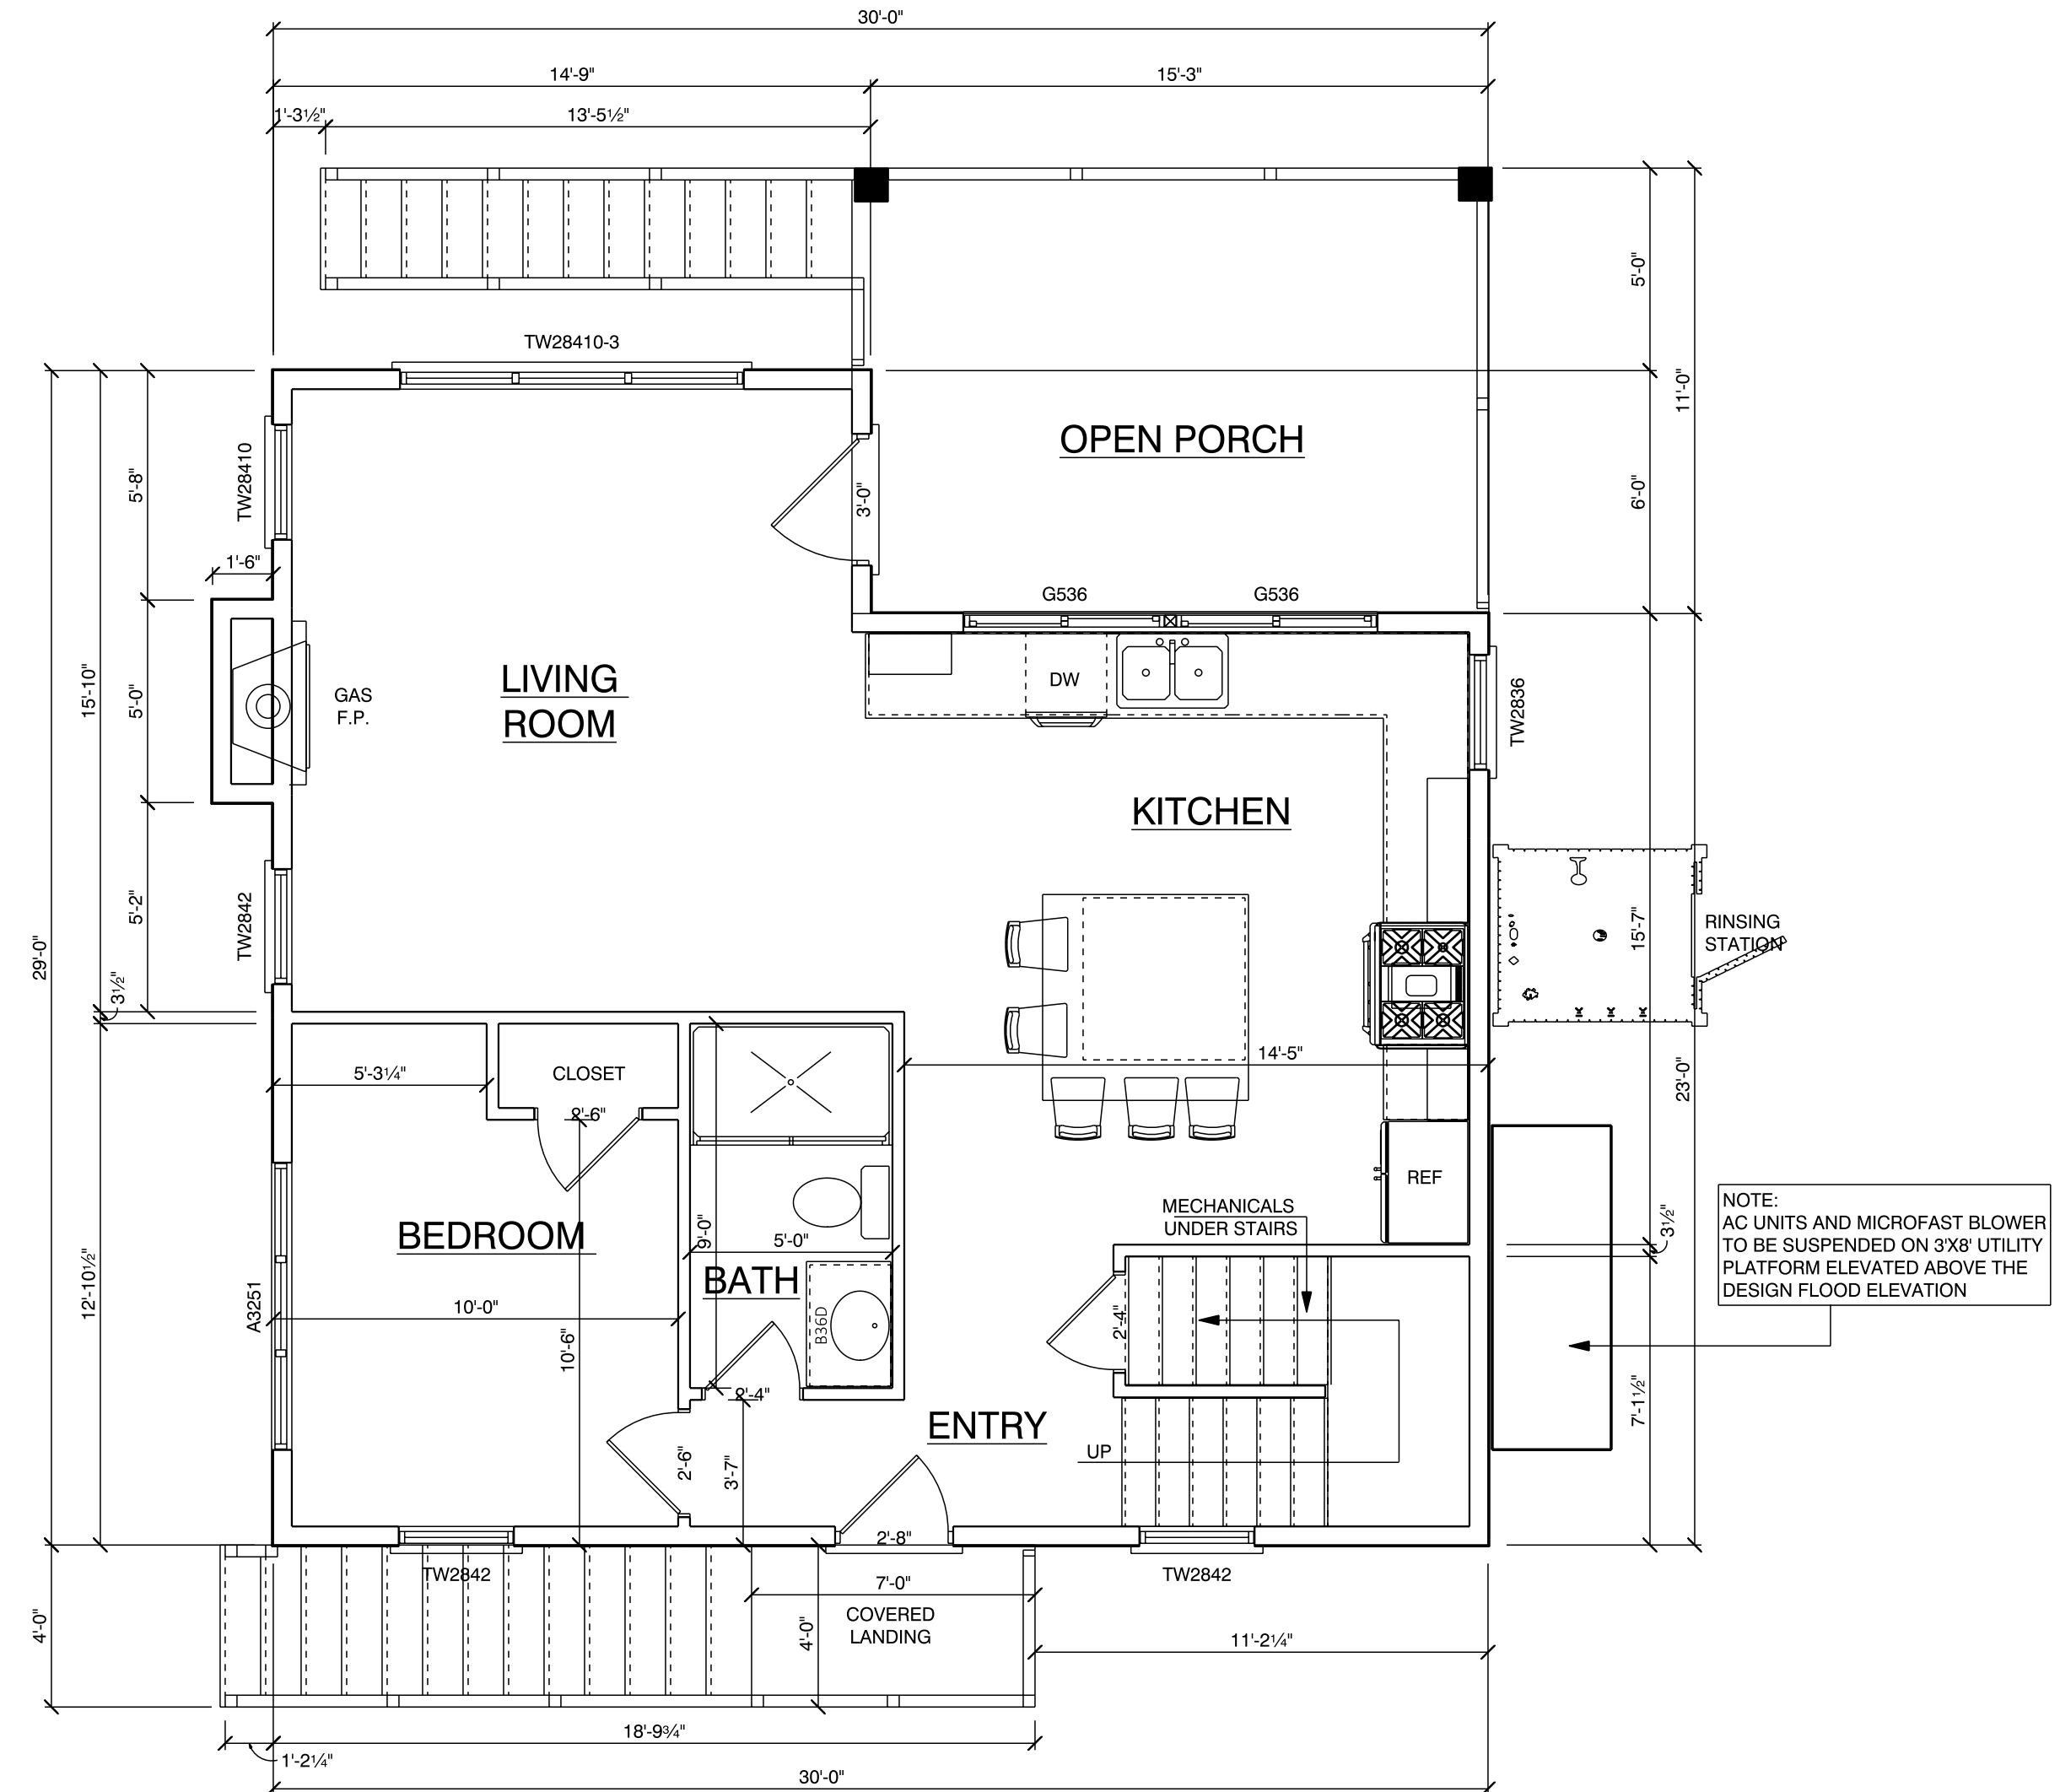 30'-0"
14'-9"
15'-3"
1'-3½"
13'-5½"
TW28410-3
5'-0"
11'-0"
OPEN PORCH
TW28410
5'-8"
3'-0"
6'-0"
1'-6"
G536
G536
LIVING
ROOM
GAS
F.P.
DW
TW2836
15'-10"
5'-0"
KITCHEN
TW2842
5'-2"
29'-0"
3½"
15'-7"
RINSING
STATION
14'-5"
23'-0"
5'-3¼"
CLOSET
2'-6"
REF
MECHANICALS
UNDER STAIRS
NOTE:
AC UNITS AND MICROFAST BLOWER
TO BE SUSPENDED ON 3'X8' UTILITY
PLATFORM ELEVATED ABOVE THE
DESIGN FLOOD ELEVATION
3½"
BEDROOM
9'-0"
5'-0"
BATH
12'-10½"
A3251
10'-0"
10'-6"
B36D
2'-4"
2'-4"
7'-11½"
ENTRY
UP
2'-6"
3'-7"
2'-8"
TW2842
TW2842
7'-0"
COVERED
LANDING
4'-0"
4'-0"
11'-2¼"
18'-9¾"
1'-2¼"
30'-0"